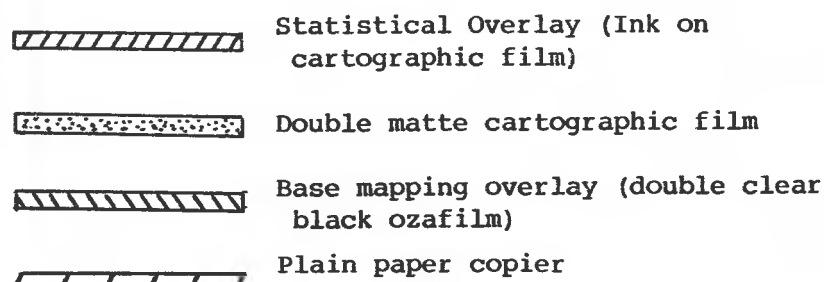 Statistical Overlay (Ink on
cartographic film)
Double matte cartographic film
Base mapping overlay (double clear
black ozafilm)
Plain paper copier